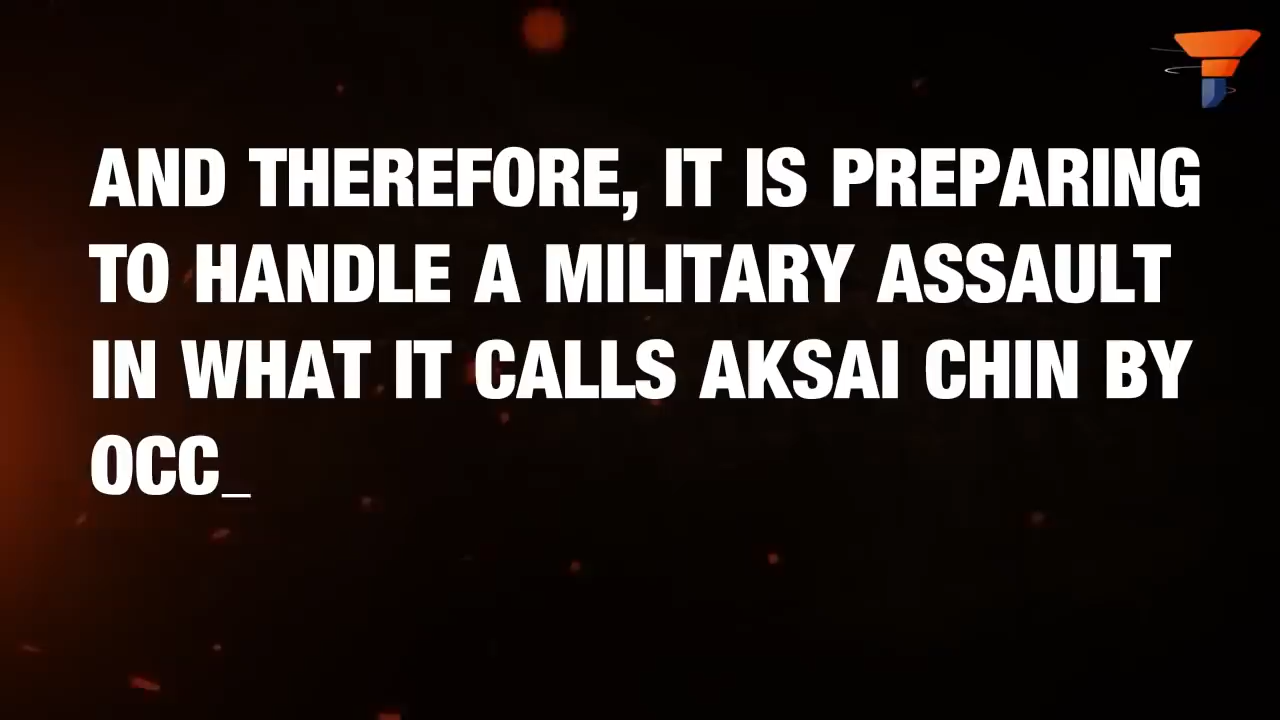 AND THEREFORE, IT IS PREPARING
TO HANDLE A MILITARY ASSAULT
IN WHAT IT CALLS AKSAI CHIN BY
OCC_